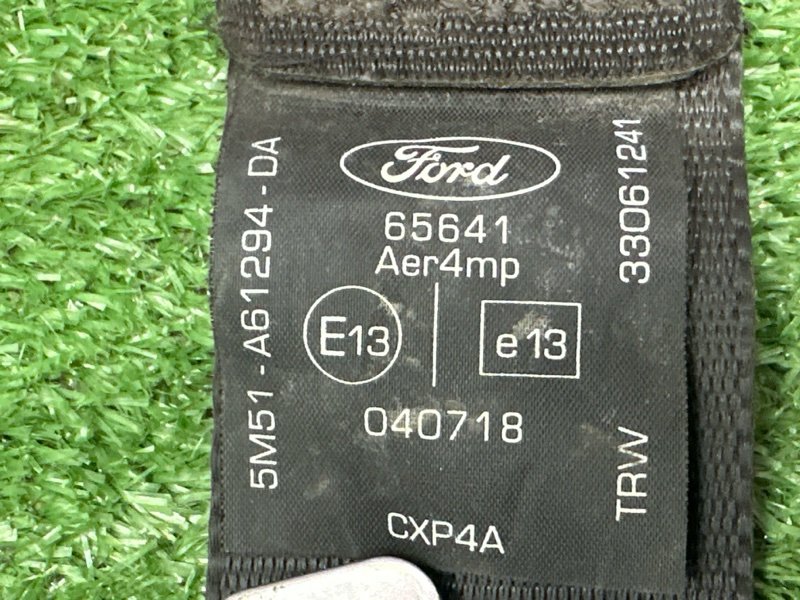 Ford
65641
Aer4mp
E13
e13
040718
CXP4A
5M51-A61294-DA
33061241
TRW